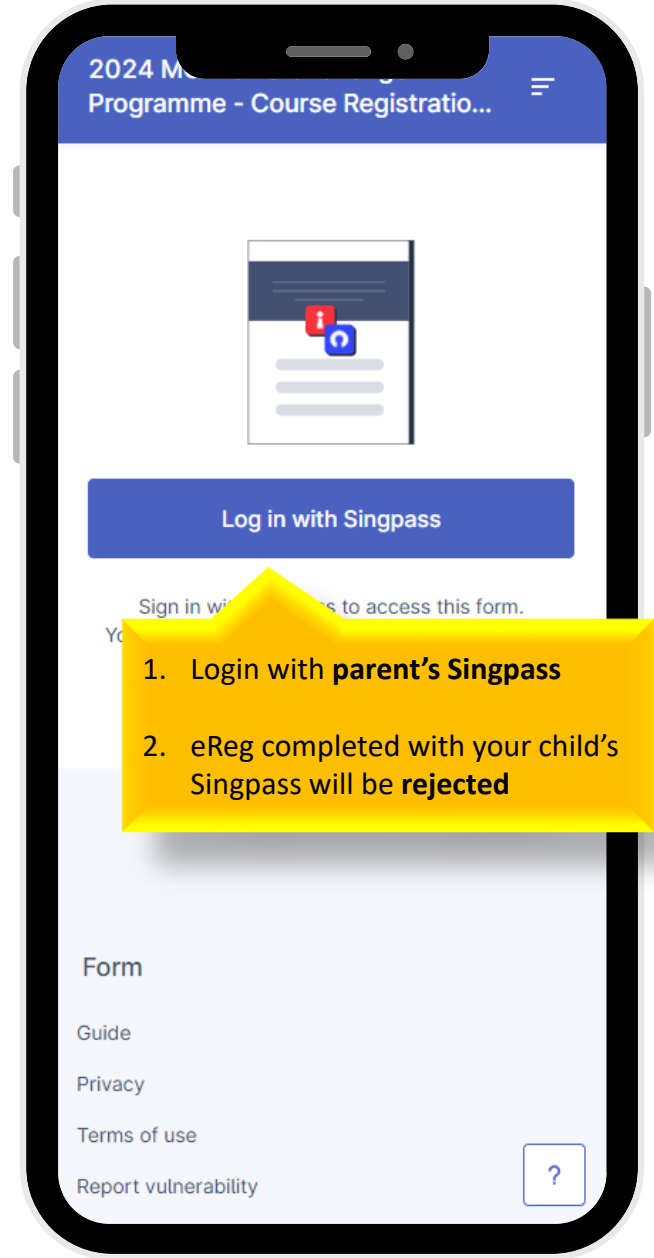 2024 M
Programme - Course Registratio...
Log in with Singpass
Sign in wi s to access this form.
Yo
1. Login with parent's Singpass
2. eReg completed with your child's
Singpass will be rejected
Form
Guide
Privacy
Terms of use
Report vulnerability
?